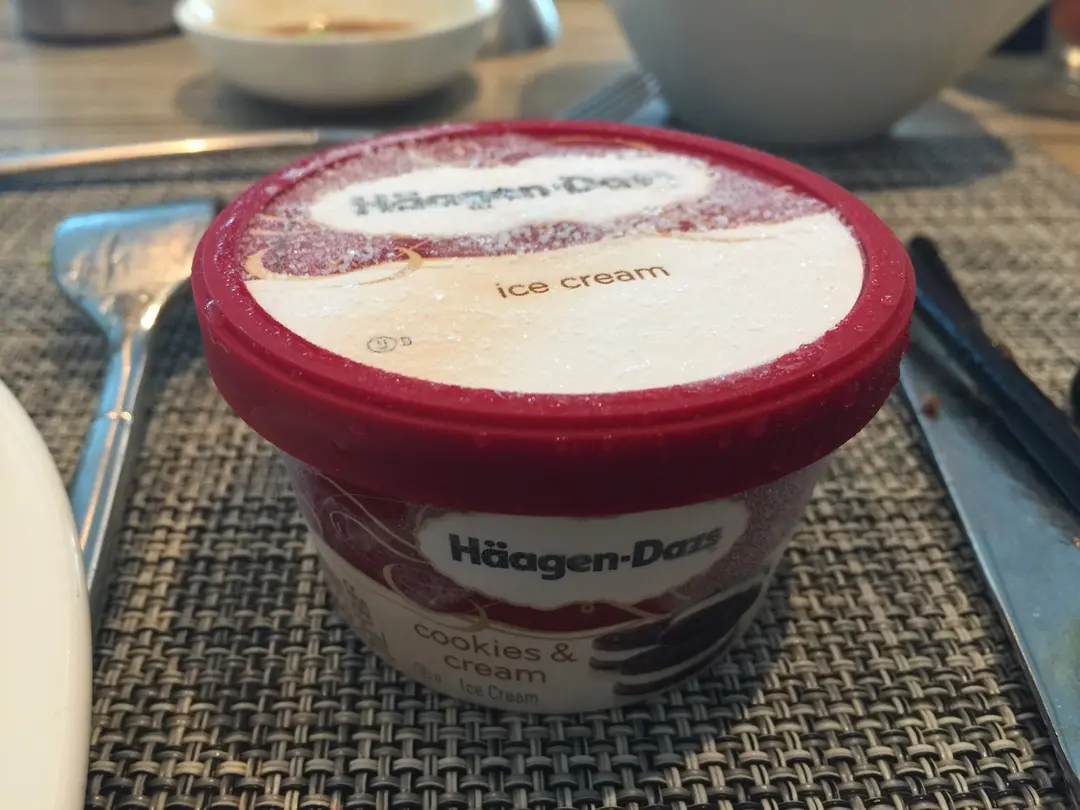 Häagen-Dazs
ice cream
U D
Häagen-Dazs
cookies &
cream
Ice Cream